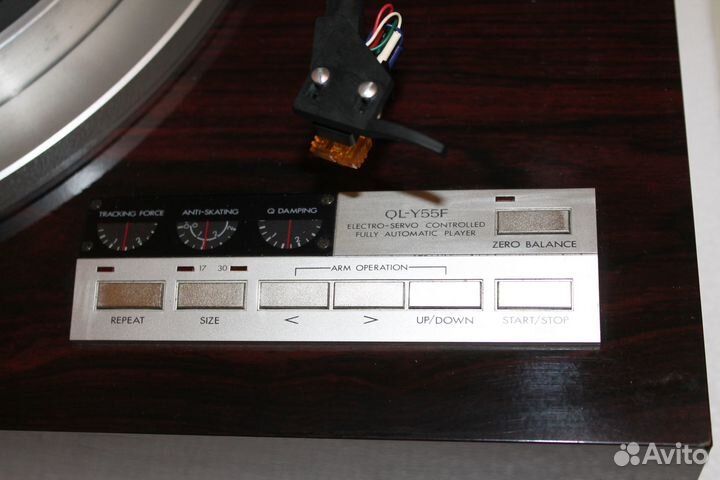 TRACKING FORCE ANTI-SKATING Q DAMPING
QL-Y55F
ELECTRO-SERVO CONTROLLED
FULLY AUTOMATIC PLAYER
ZERO BALANCE
17 30 ARM OPERATION
REPEAT SIZE < > UP/DOWN START/STOP
Avito